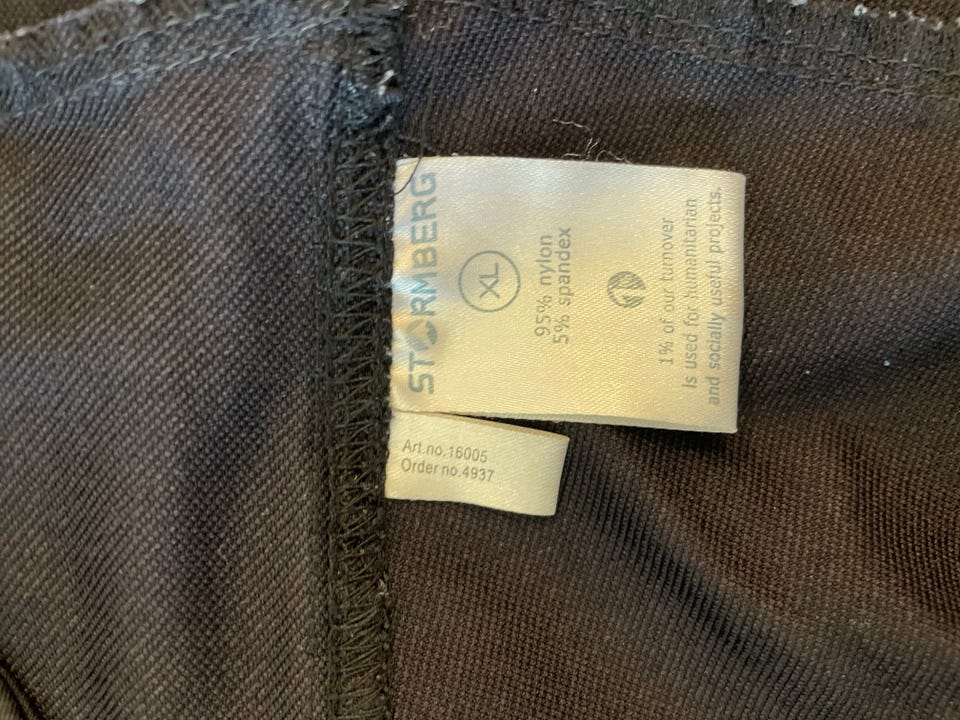 STORMBERG
XL
95% nylon
5% spandex
1% of our turnover
Is used for humanitarian
and socially useful projects.
Art.no.16005
Order no.4937